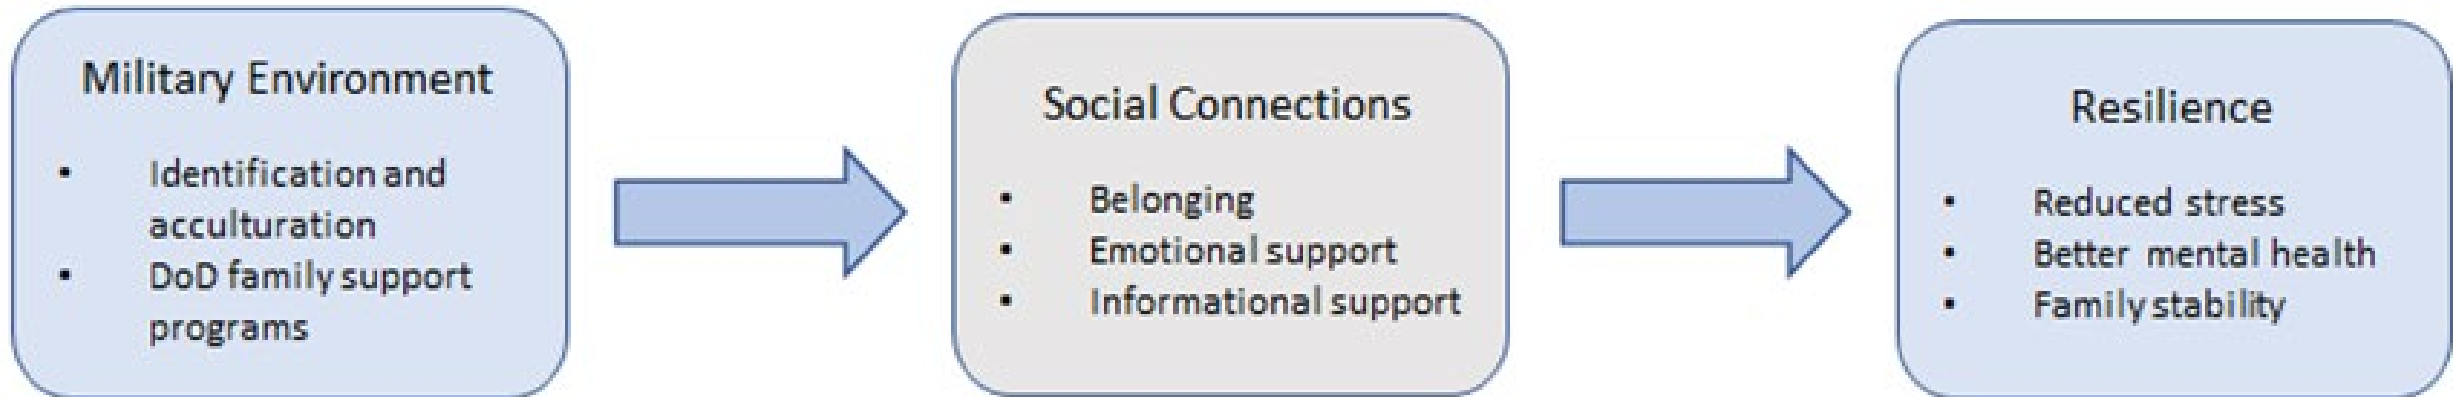 Military Environment
• Identification and
acculturation
• DoD family support
programs
Social Connections
• Belonging
• Emotional support
• Informational support
Resilience
• Reduced stress
• Better mental health
• Family stability